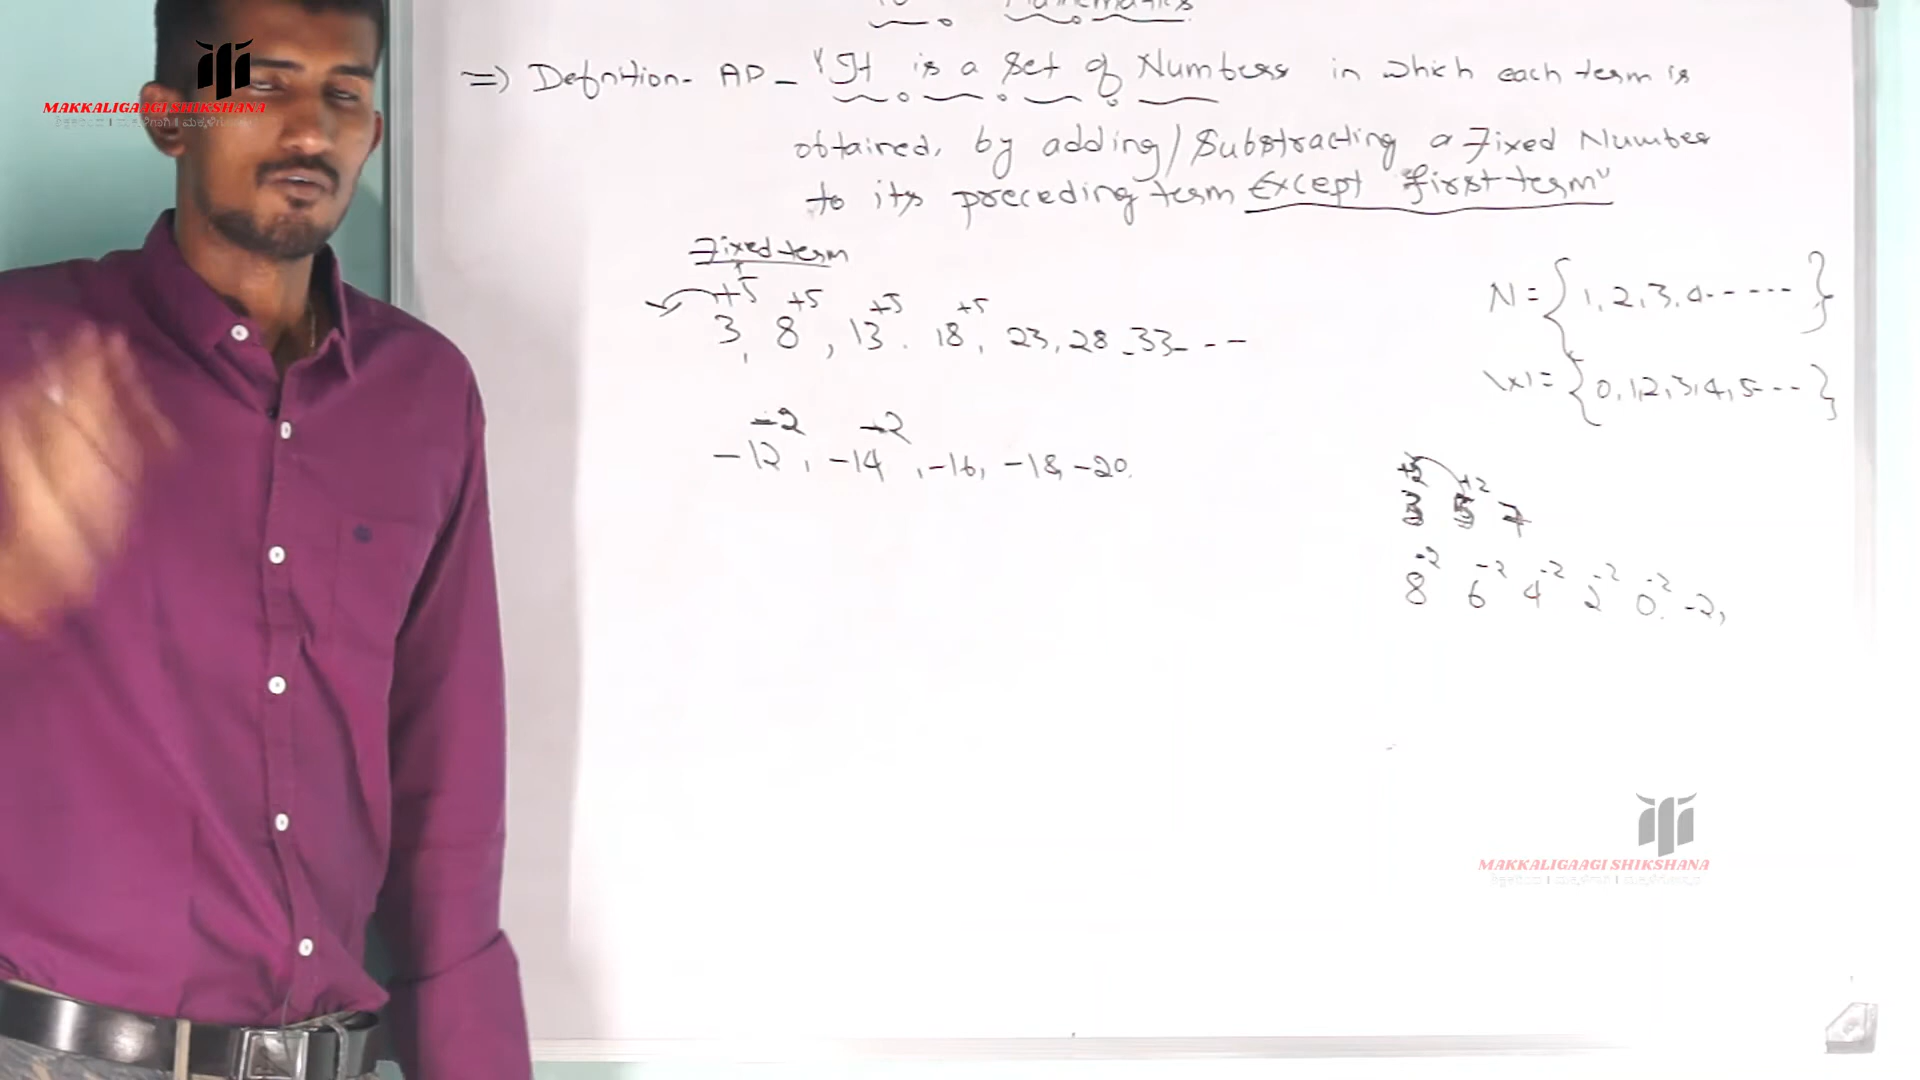 MAKKALIGAAGI SHIKSHANA
=> Defnition - AP - "It is a set of Numbers in which each term is
obtained, by adding/Substracting a Fixed Number
to its preceding term Except "first term"
Fixed term
+5 +5 +5 +5
3, 8, 13. 18, 23, 28 -33- - -
-2 -2
-12, -14, -16, -18, -20.
N = {1, 2, 3, 4- - - - - -}
W = {0, 1, 2, 3, 4, 5- - - -}
+2 +2
3 5 7
-2 -2 -2 -2 -2
8 6 4 2 0. -2,
MAKKALIGAAGI SHIKSHANA